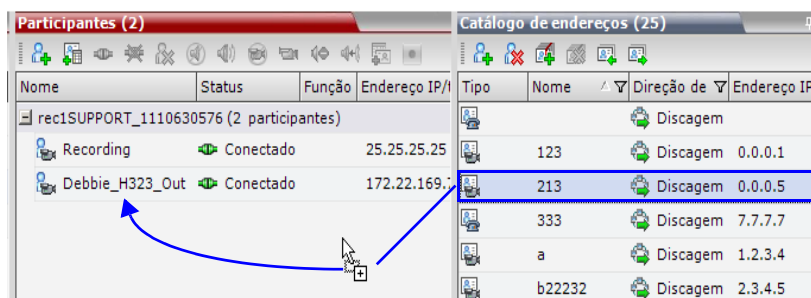 Participantes (2)
Nome Status Função Endereço IP/
rec1SUPPORT_1110630576 (2 participantes)
Recording Conectado 25.25.25.25
Debbie_H323_Out Conectado 172.22.169.
Catálogo de endereços (25)
Tipo Nome Direção de Endereço IP
Discagem
123 Discagem 0.0.0.1
213 Discagem 0.0.0.5
333 Discagem 7.7.7.7
a Discagem 1.2.3.4
b22232 Discagem 2.3.4.5